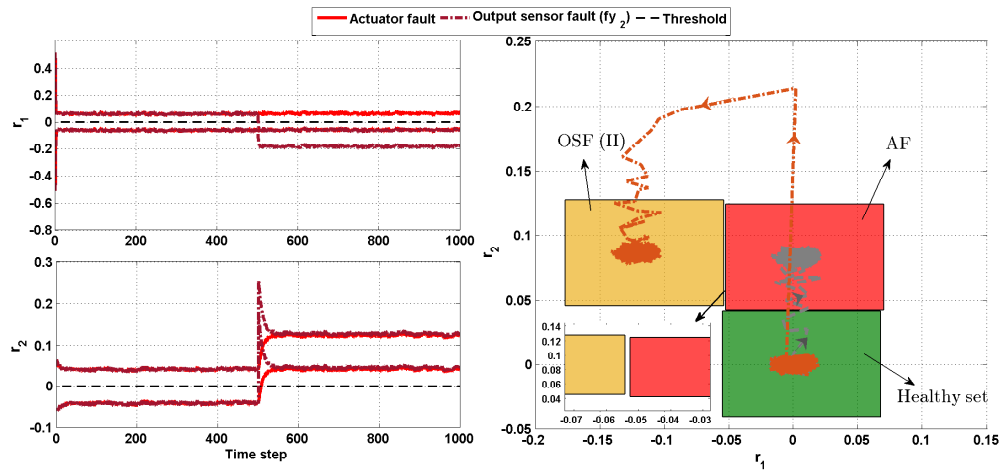 Actuator fault Output sensor fault (fy 2) Threshold
0.4
0.2
0
-0.2
-0.4
-0.6
-0.8
r1
0 200 400 600 800 1000
0.3
0.2
0.1
0
-0.1
r2
0 200 400 600 800 1000
Time step
0.25
0.2
0.15
0.1
0.05
0
-0.05
r2
OSF (II)
AF
Healthy set
0.14
0.12
0.1
0.08
0.06
0.04
-0.07 -0.06 -0.05 -0.04 -0.03
-0.2 -0.15 -0.1 -0.05 0 0.05 0.1 0.15
r1